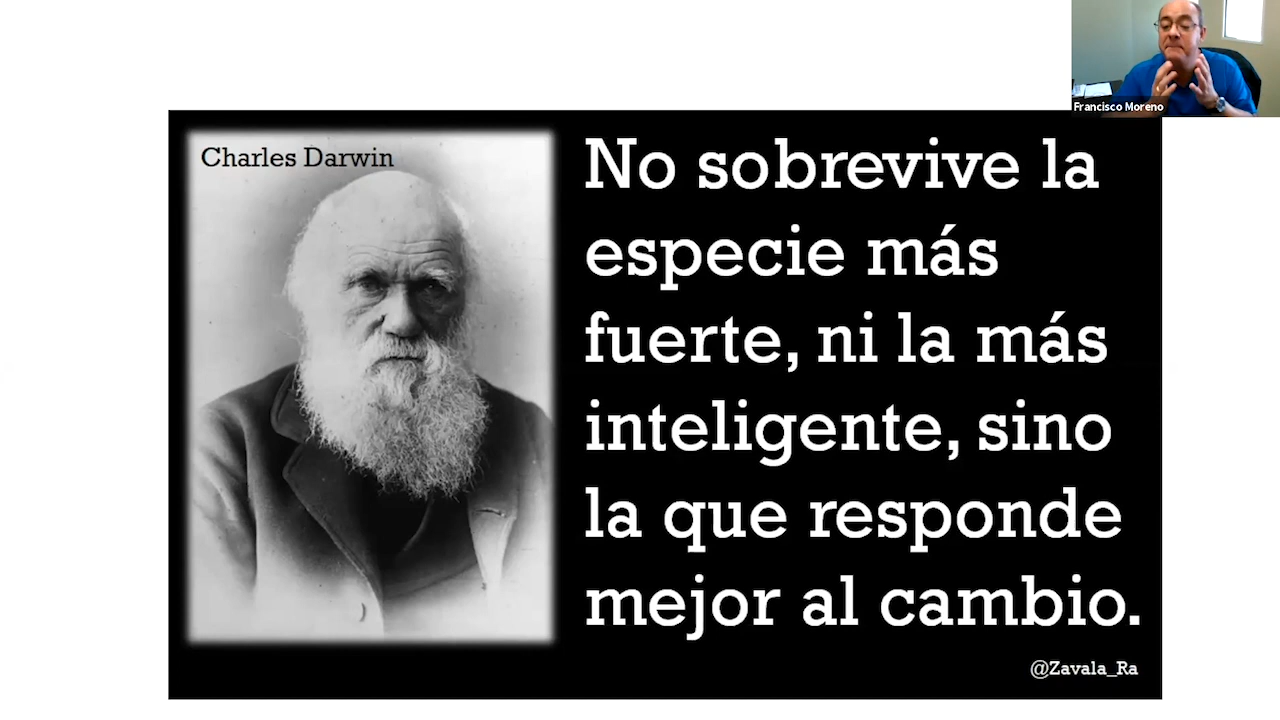 Francisco Moreno
Charles Darwin
No sobrevive la
especie más
fuerte, ni la más
inteligente, sino
la que responde
mejor al cambio.
@Zavala_Ra